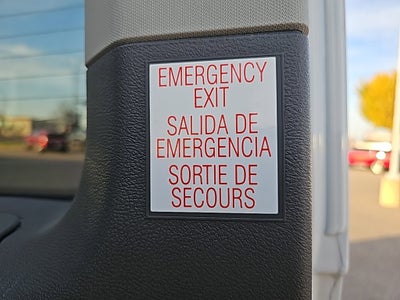 EMERGENCY
EXIT
SALIDA DE
EMERGENCIA
SORTIE DE
SECOURS